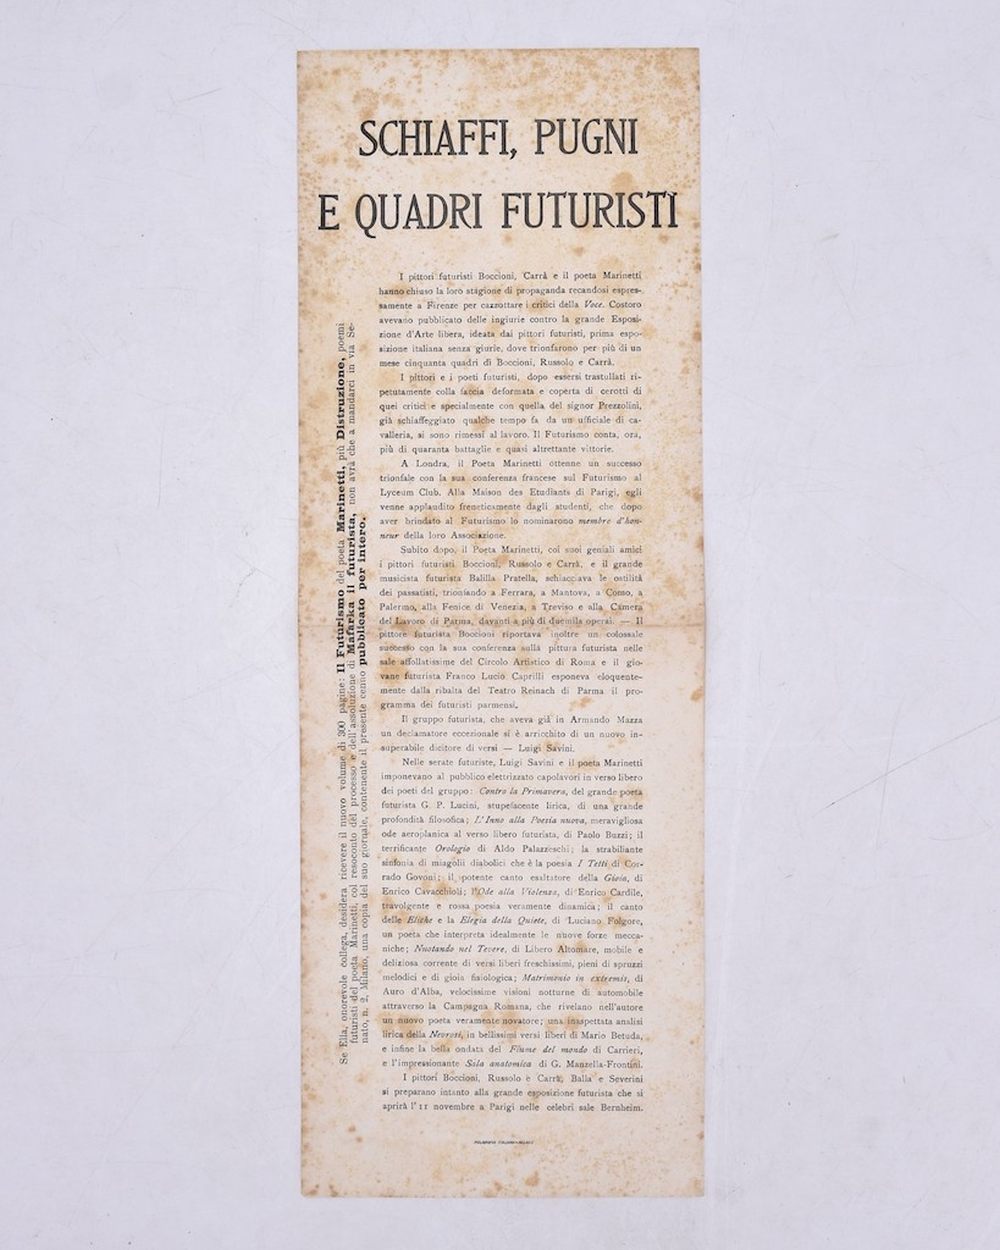 SCHIAFFI, PUGNI
E QUADRI FUTURISTI
I pittori futuristi Boccioni, Carrà e il poeta Marinetti
hanno chiuso la loro stagione di propaganda recandosi espres-
samente a Firenze per cazzottare i critici della Voce. Costoro
avevano pubblicato delle ingiurie contro la grande Esposi-
zione d'Arte libera, ideata dai pittori futuristi, prima espo-
sizione italiana senza giurie, dove trionfarono per più di un
mese cinquanta quadri di Boccioni, Russolo e Carrà.
I pittori e i poeti futuristi, dopo essersi trastullati ri-
petutamente colla faccia deformata e coperta di cerotti di
quei critici e specialmente con quella del signor Prezzolini,
già schiaffeggiato qualche tempo fa da un ufficiale di ca-
valleria, si sono rimessi al lavoro. Il Futurismo conta, ora,
più di quaranta battaglie e quasi altrettante vittorie.
A Londra, il Poeta Marinetti ottenne un successo
trionfale con la sua conferenza francese sul Futurismo al
Lyceum Club. Alla Maison des Etudiants di Parigi, egli
venne applaudito freneticamente dagli studenti, che dopo
aver brindato al Futurismo lo nominarono membre d'hon-
neur della loro Associazione.
Subito dopo, il Poeta Marinetti, coi suoi geniali amici
i pittori futuristi Boccioni, Russolo e Carrà, e il grande
musicista futurista Balilla Pratella, schiacciava le ostilità
dei passatisti, trionfando a Ferrara, a Mantova, a Como, a
Palermo, alla Fenice di Venezia, a Treviso e alla Camera
del Lavoro di Parma, davanti a più di duemila operai. — Il
pittore futurista Boccioni riportava inoltre un colossale
successo con la sua conferenza sulla pittura futurista nelle
sale affollatissime del Circolo Artistico di Roma e il gio-
vane futurista Franco Lucio Caprilli esponeva eloquente-
mente dalla ribalta del Teatro Reinach di Parma il pro-
gramma dei futuristi parmensi.
Il gruppo futurista, che aveva già in Armando Mazza
un declamatore eccezionale si è arricchito di un nuovo in-
superabile dicitore di versi — Luigi Savini.
Nelle serate futuriste, Luigi Savini e il poeta Marinetti
imponevano al pubblico elettrizzato capolavori in verso libero
dei poeti del gruppo: Contro la Primavera, del grande poeta
futurista G. P. Lucini, stupefacente lirica, di una grande
profondità filosofica; L'Inno alla Poesia nuova, meravigliosa
ode aeroplanica al verso libero futurista, di Paolo Buzzi; il
terrificante Orologio di Aldo Palazzeschi; la strabiliante
sinfonia di miagolii diabolici che è la poesia I Tetti di Cor-
rado Govoni; il potente canto esaltatore della Gioia, di
Enrico Cavacchioli; l'Ode alla Violenza, di Enrico Cardile,
travolgente e rossa poesia veramente dinamica; il canto
delle Eliche e la Elegia della Quiete, di Luciano Folgore,
un poeta che interpreta idealmente le nuove forze mecca-
niche; Nuotando nel Tevere, di Libero Altomare, mobile e
deliziosa corrente di versi liberi freschissimi, pieni di spruzzi
melodici e di gioia fisiologica; Matrimonio in extremis, di
Auro d'Alba, velocissime visioni notturne di automobile
attraverso la Campagna Romana, che rivelano nell'autore
un nuovo poeta veramente novatore; una inaspettata analisi
lirica della Nevrosi, in bellissimi versi liberi di Mario Betuda,
e infine la bella ondata del Fiume del mondo di Carrieri,
e l'impressionante Sala anatomica di G. Manzella-Frontini.
I pittori Boccioni, Russolo e Carrà, Balla e Severini
si preparano intanto alla grande esposizione futurista che si
aprirà l'11 novembre a Parigi nelle celebri sale Bernheim.
Se Ella, onorevole collega, desidera ricevere il nuovo volume di 300 pagine: Il Futurismo del poeta Marinetti, più Distruzione, poemi
futuristi del poeta Marinetti, col resoconto del processo e dell'assoluzione di Mafarka il futurista, non avrà che a mandarci in via Se-
nato, n. 2, Milano, una copia del suo giornale, contenente il presente cenno pubblicato per intero.